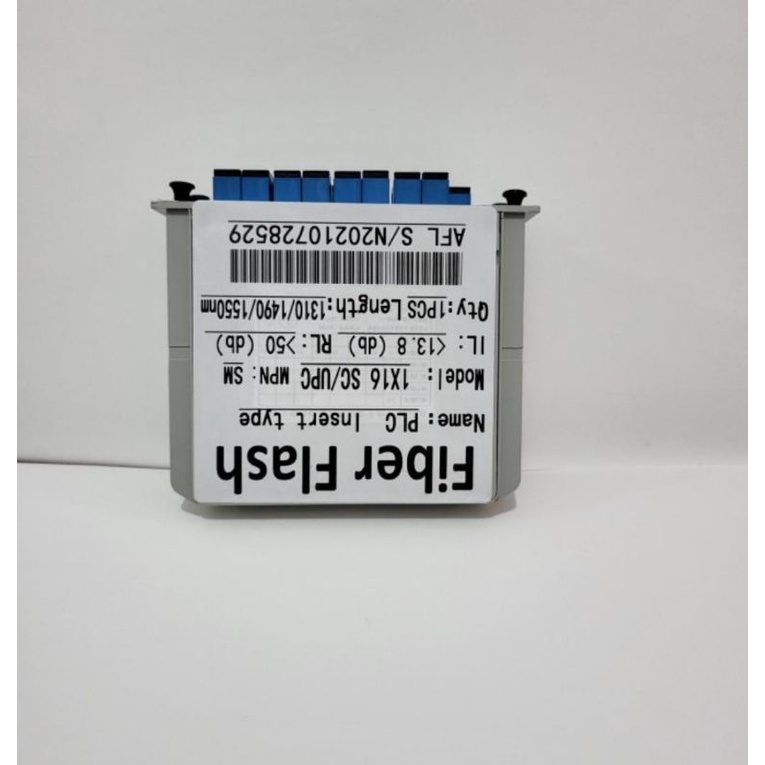 Fiber Flash
Name: PLC Insert type
Model: 1X16 SC/UPC MPN: SM
IL: <13.8 (db) RL: >50 (db)
Qty:1PCS Length:1310/1490/1550nm
AFL S/N20210728529